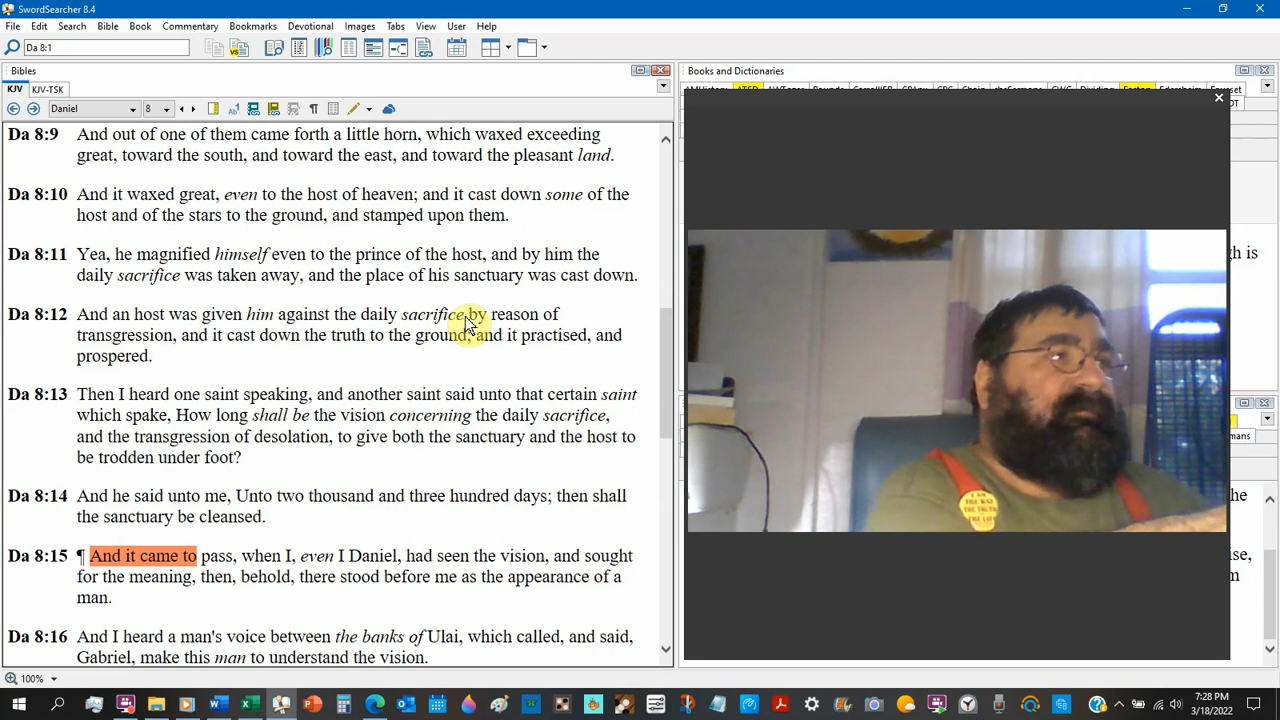 SwordSearcher 8.4
File Edit Search Bible Book Commentary Bookmarks Devotional Images Tabs View User Help
Da 8:1
Bibles
Books and Dictionaries
KJV KJV-TSK
Daniel 8
Da 8:9 And out of one of them came forth a little horn, which waxed exceeding
great, toward the south, and toward the east, and toward the pleasant land.
Da 8:10 And it waxed great, even to the host of heaven; and it cast down some of the
host and of the stars to the ground, and stamped upon them.
Da 8:11 Yea, he magnified himself even to the prince of the host, and by him the
daily sacrifice was taken away, and the place of his sanctuary was cast down.
Da 8:12 And an host was given him against the daily sacrifice by reason of
transgression, and it cast down the truth to the ground; and it practised, and
prospered.
Da 8:13 Then I heard one saint speaking, and another saint said unto that certain saint
which spake, How long shall be the vision concerning the daily sacrifice,
and the transgression of desolation, to give both the sanctuary and the host to
be trodden under foot?
Da 8:14 And he said unto me, Unto two thousand and three hundred days; then shall
the sanctuary be cleansed.
Da 8:15 ¶ And it came to pass, when I, even I Daniel, had seen the vision, and sought
for the meaning, then, behold, there stood before me as the appearance of a
man.
Da 8:16 And I heard a man's voice between the banks of Ulai, which called, and said,
Gabriel, make this man to understand the vision.
100%
I AM
THE WAY
THE TRUTH
THE LIFE
is
the
7:28 PM
3/18/2022